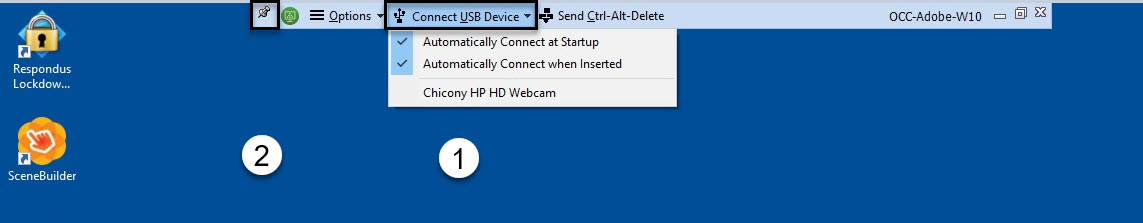 Options
Connect USB Device
Send Ctrl-Alt-Delete
OCC-Adobe-W10
Automatically Connect at Startup
Automatically Connect when Inserted
Chicony HP HD Webcam
Respondus
Lockdow...
SceneBuilder
2
1